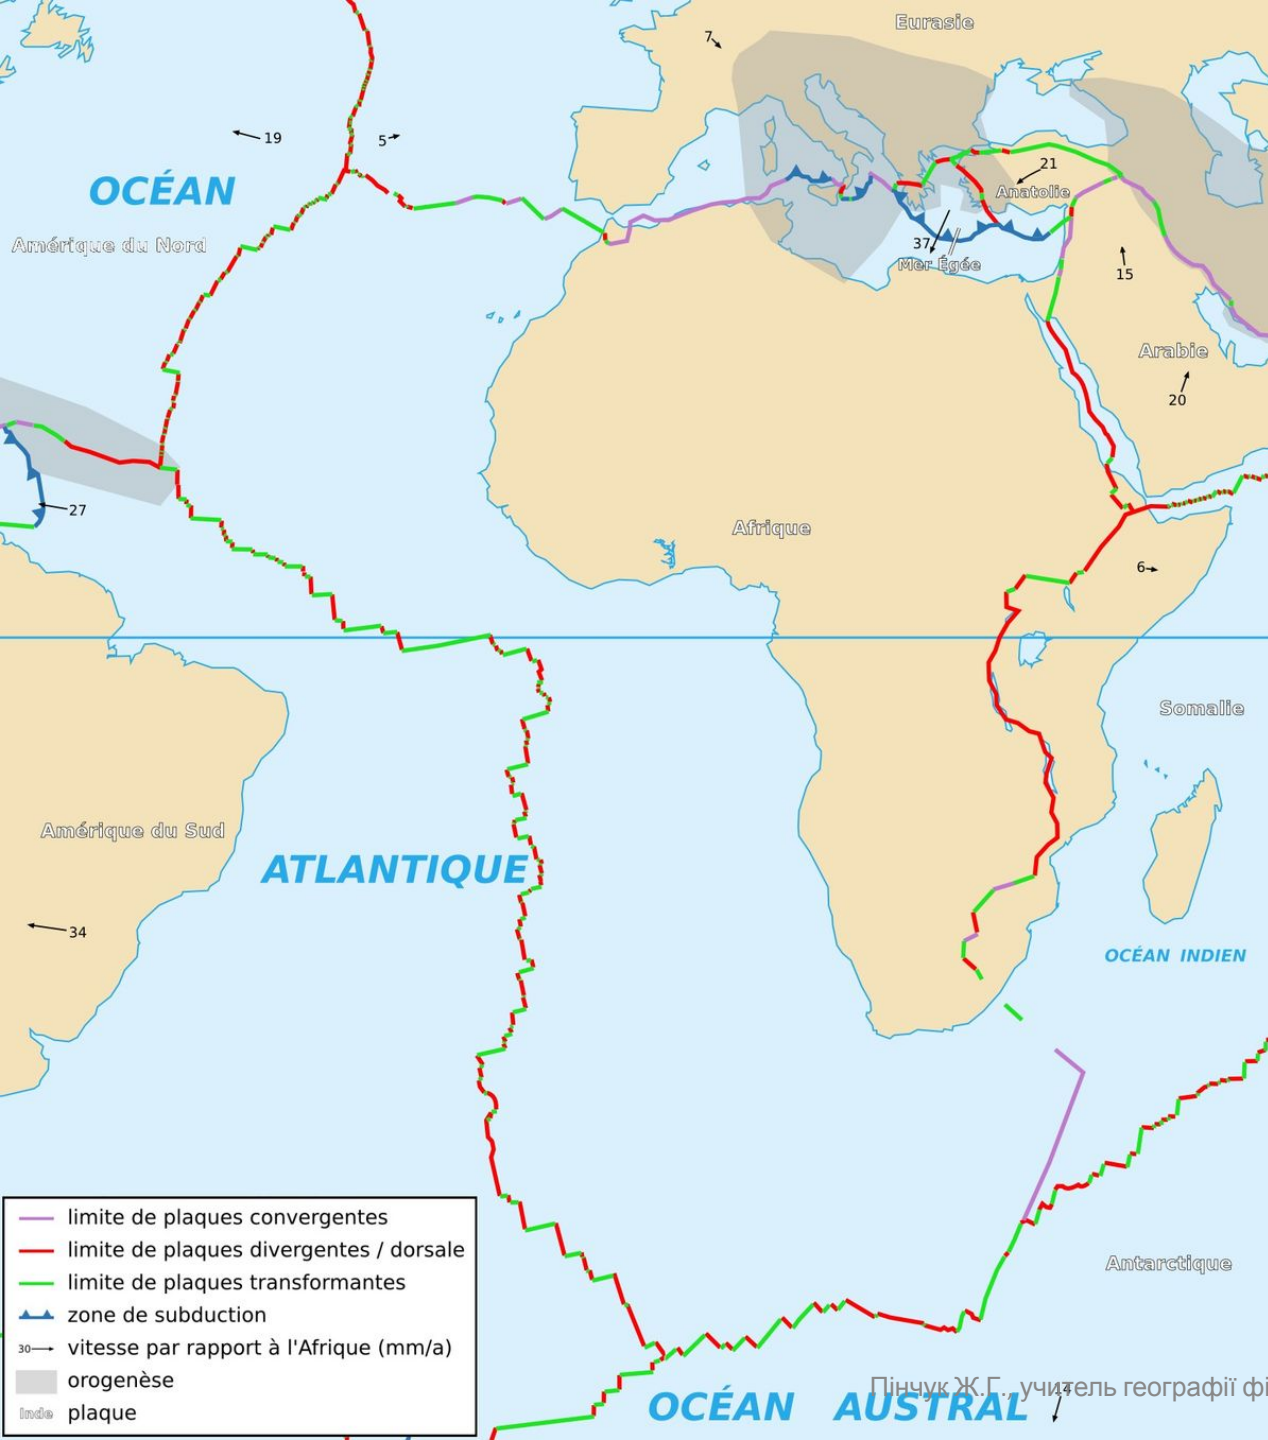 Eurasie
7
19
5
OCÉAN
21
Anatolie
Amérique du Nord
37
Mer Égée
15
Arabie
20
27
Afrique
6
Somalie
Amérique du Sud
ATLANTIQUE
34
OCÉAN INDIEN
Antarctique
limite de plaques convergentes
limite de plaques divergentes / dorsale
limite de plaques transformantes
zone de subduction
30 vitesse par rapport à l'Afrique (mm/a)
orogenèse
Inde plaque
Пінчук Ж.Г., учитель географії фі
14
OCÉAN AUSTRAL